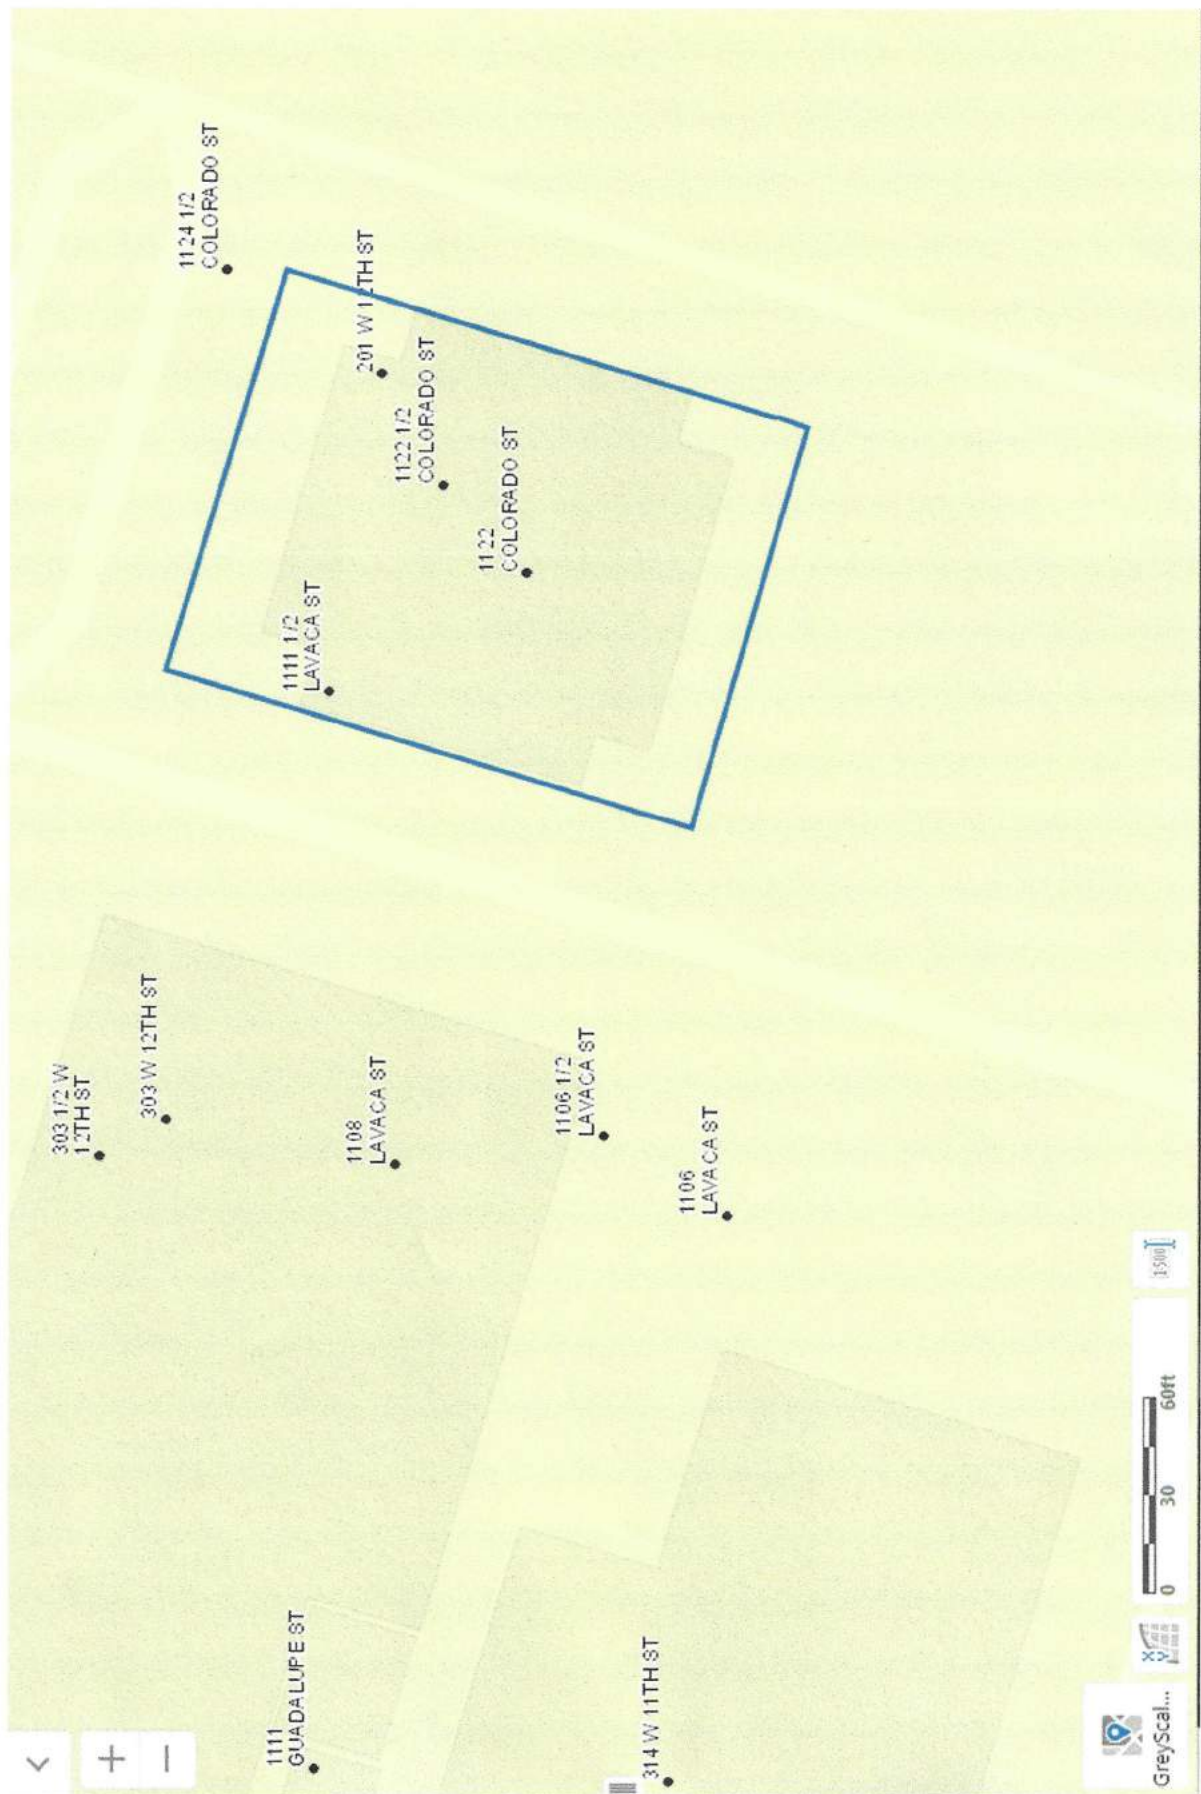 303 1/2 W
12TH ST
303 W 12TH ST
1124 1/2
COLORADO ST
1111
GUADALUPE ST
1108
LAVACA ST
1111 1/2
LAVACA ST
201 W 12TH ST
1122 1/2
COLORADO ST
1122
COLORADO ST
1106 1/2
LAVACA ST
314 W 11TH ST
1106
LAVACA ST
GreyScal...
X
Y
0 30 60ft
1:500